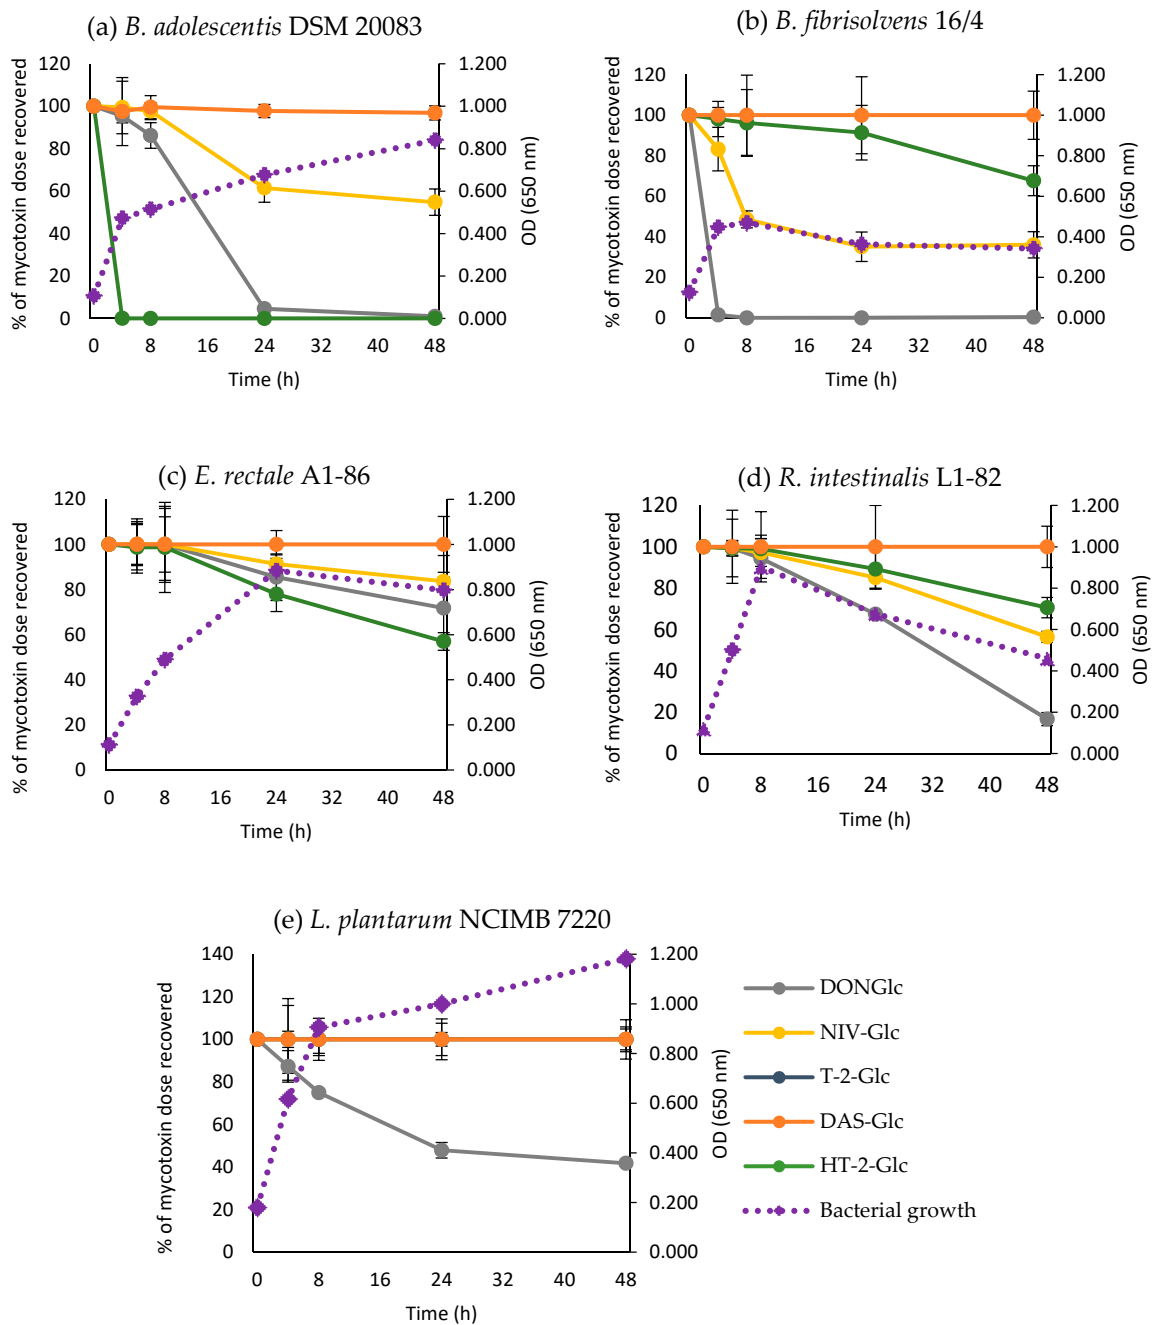 (a) B. adolescentis DSM 20083
% of mycotoxin dose recovered
120
100
80
60
40
20
0
1.200
1.000
0.800
0.600
0.400
0.200
0.000
OD (650 nm)
0 8 16 24 32 40 48
Time (h)
(b) B. fibrisolvens 16/4
% of mycotoxin dose recovered
120
100
80
60
40
20
0
1.200
1.000
0.800
0.600
0.400
0.200
0.000
OD (650 nm)
0 8 16 24 32 40 48
Time (h)
(c) E. rectale A1-86
% of mycotoxin dose recovered
120
100
80
60
40
20
0
1.200
1.000
0.800
0.600
0.400
0.200
0.000
OD (650 nm)
0 8 16 24 32 40 48
Time (h)
(d) R. intestinalis L1-82
% of mycotoxin dose recovered
120
100
80
60
40
20
0
1.200
1.000
0.800
0.600
0.400
0.200
0.000
OD (650 nm)
0 8 16 24 32 40 48
Time (h)
(e) L. plantarum NCIMB 7220
% of mycotoxin dose recovered
140
120
100
80
60
40
20
0
1.200
1.000
0.800
0.600
0.400
0.200
0.000
OD (650 nm)
0 8 16 24 32 40 48
Time (h)
DONGlc
NIV-Glc
T-2-Glc
DAS-Glc
HT-2-Glc
Bacterial growth